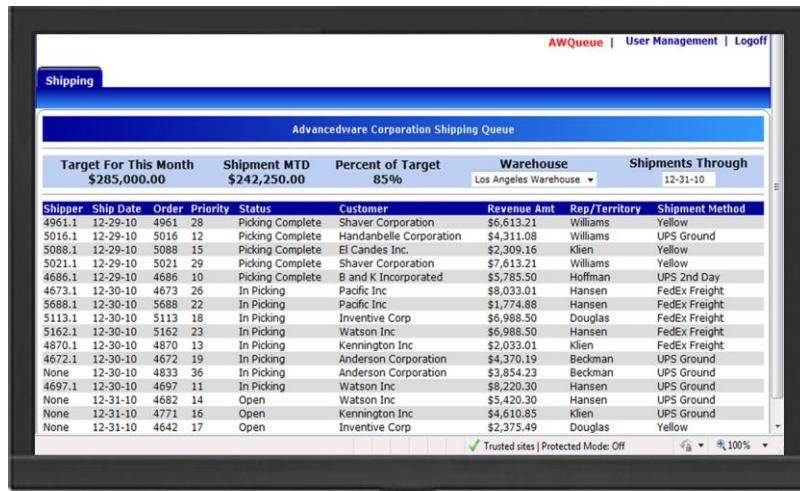 AWQueue | User Management | Logoff
Shipping
Advancedware Corporation Shipping Queue
Target For This Month Shipment MTD Percent of Target Warehouse Shipments Through
$285,000.00 $242,250.00 85% Los Angeles Warehouse 12-31-10
Shipper Ship Date Order Priority Status Customer Revenue Amt Rep/Territory Shipment Method
4961.1 12-29-10 4961 28 Picking Complete Shaver Corporation $6,613.21 Williams Yellow
5016.1 12-29-10 5016 12 Picking Complete Handanbelle Corporation $4,311.08 Williams UPS Ground
5088.1 12-29-10 5088 15 Picking Complete El Candes Inc. $2,309.16 Klien Yellow
5021.1 12-29-10 5021 29 Picking Complete Shaver Corporation $7,613.21 Williams Yellow
4686.1 12-29-10 4686 10 Picking Complete B and K Incorporated $5,785.50 Hoffman UPS 2nd Day
4673.1 12-30-10 4673 26 In Picking Pacific Inc $8,033.01 Hansen FedEx Freight
5688.1 12-30-10 5688 22 In Picking Pacific Inc $1,774.88 Hansen FedEx Freight
5113.1 12-30-10 5113 18 In Picking Inventive Corp $6,988.50 Douglas FedEx Freight
5162.1 12-30-10 5162 23 In Picking Watson Inc $6,988.50 Hansen FedEx Freight
4870.1 12-30-10 4870 13 In Picking Kennington Inc $2,033.01 Klien FedEx Freight
4672.1 12-30-10 4672 19 In Picking Anderson Corporation $4,370.19 Beckman UPS Ground
None 12-30-10 4833 36 In Picking Anderson Corporation $3,854.23 Beckman UPS Ground
4697.1 12-30-10 4697 11 In Picking Watson Inc $8,220.30 Hansen UPS Ground
None 12-31-10 4682 14 Open Watson Inc $5,420.30 Hansen UPS Ground
None 12-31-10 4771 16 Open Kennington Inc $4,610.85 Klien UPS Ground
None 12-31-10 4642 17 Open Inventive Corp $2,375.49 Douglas Yellow
Trusted sites | Protected Mode: Off 100%